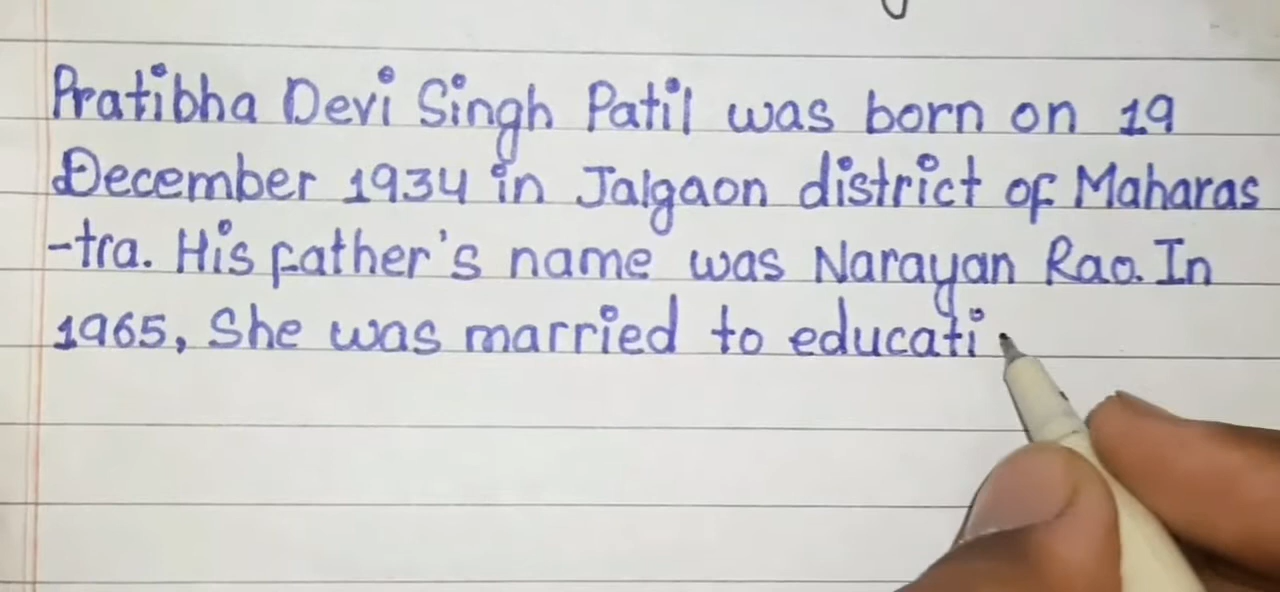 Pratibha Devi Singh Patil was born on 19
December 1934 in Jalgaon district of Maharas
-tra. His father's name was Narayan Rao. In
1965, She was married to educati